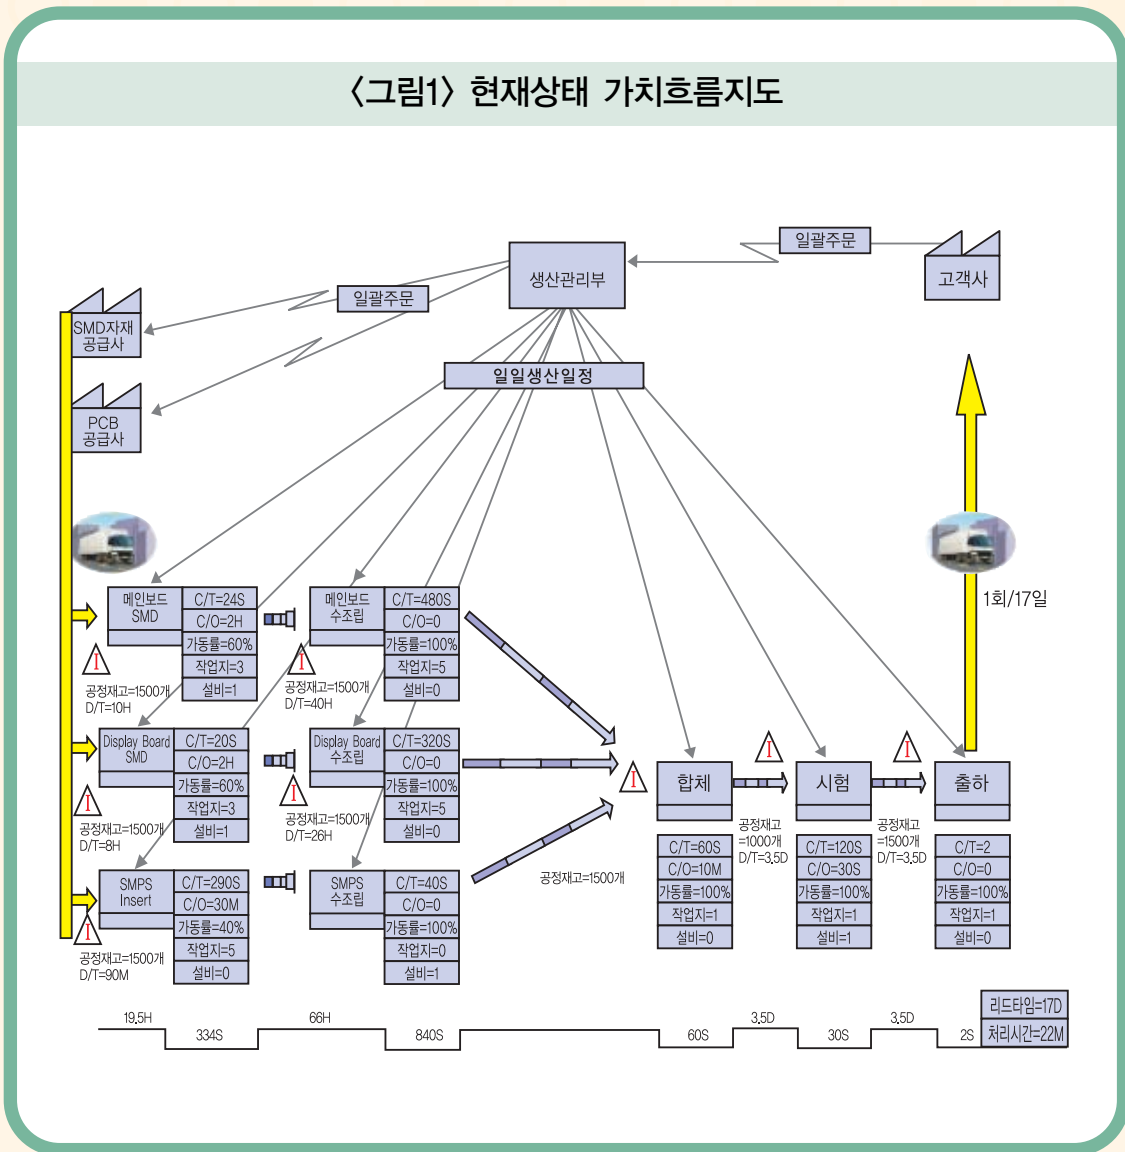 〈그림1〉 현재상태 가치흐름지도
일괄주문
생산관리부
고객사
일괄주문
SMD자재
공급사
일일생산일정
PCB
공급사
1회/17일
메인보드
SMD
C/T=24S
C/O=2H
가동률=60%
작업지=3
설비=1
공정재고=1500개
D/T=10H
메인보드
수조립
C/T=480S
C/O=0
가동률=100%
작업지=5
설비=0
공정재고=1500개
D/T=40H
Display Board
SMD
C/T=20S
C/O=2H
가동률=60%
작업지=3
설비=1
공정재고=1500개
D/T=8H
Display Board
수조립
C/T=320S
C/O=0
가동률=100%
작업지=5
설비=0
공정재고=1500개
D/T=26H
SMPS
Insert
C/T=290S
C/O=30M
가동률=40%
작업지=5
설비=0
공정재고=1500개
D/T=90M
SMPS
수조립
C/T=40S
C/O=0
가동률=100%
작업지=0
설비=1
공정재고=1500개
합체
C/T=60S
C/O=10M
가동률=100%
작업지=1
설비=0
공정재고
=1000개
D/T=3.5D
시험
C/T=120S
C/O=30S
가동률=100%
작업지=1
설비=1
공정재고
=1500개
D/T=3.5D
출하
C/T=2
C/O=0
가동률=100%
작업지=1
설비=0
I
I
I
I
I
I
I
I
19.5H
334S
66H
840S
60S
3.5D
30S
3.5D
2S
리드타임=17D
처리시간=22M